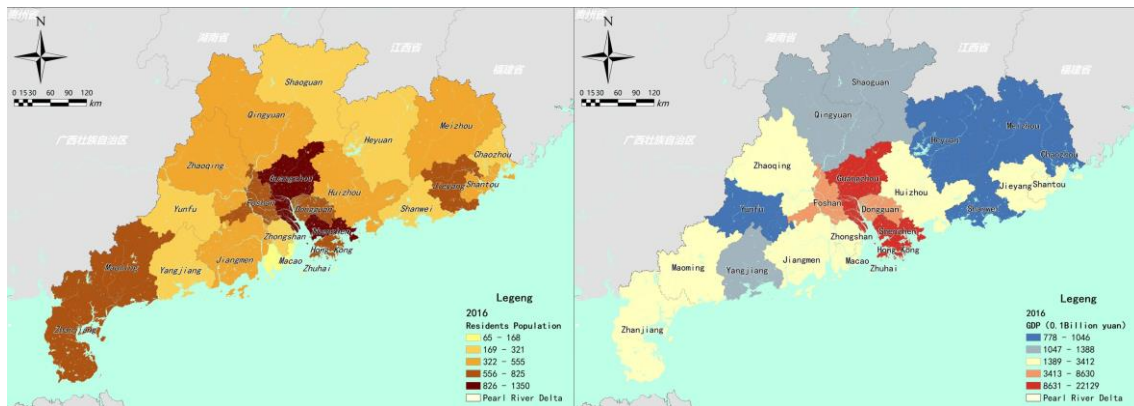 贵州省
湖南省
江西省
福建省
广西壮族自治区
N
0 15 30 60 90 120
km
Shaoguan
Qingyuan
Heyuan
Meizhou
Chaozhou
Zhaoqing
Guangzhou
Huizhou
Jieyang
Shantou
Yunfu
Foshan
Dongguan
Shanwei
Shenzhen
Zhongshan
Hong Kong
Maoming
Yangjiang
Jiangmen
Macao
Zhuhai
Zhanjiang
Legeng
2016
Residents Population
65 - 168
169 - 321
322 - 555
556 - 825
826 - 1350
Pearl River Delta
湖南省
江西省
福建省
广西壮族自治区
N
0 15 30 60 90 120
km
Shaoguan
Qingyuan
Heyuan
Meizhou
Chaozhou
Zhaoqing
Guangzhou
Huizhou
Jieyang
Shantou
Yunfu
Foshan
Dongguan
Shanwei
Shenzhen
Zhongshan
Hong Kong
Maoming
Yangjiang
Jiangmen
Macao
Zhuhai
Zhanjiang
Legeng
2016
GDP (0.1Billion yuan)
778 - 1046
1047 - 1388
1389 - 3412
3413 - 8630
8631 - 22129
Pearl River Delta